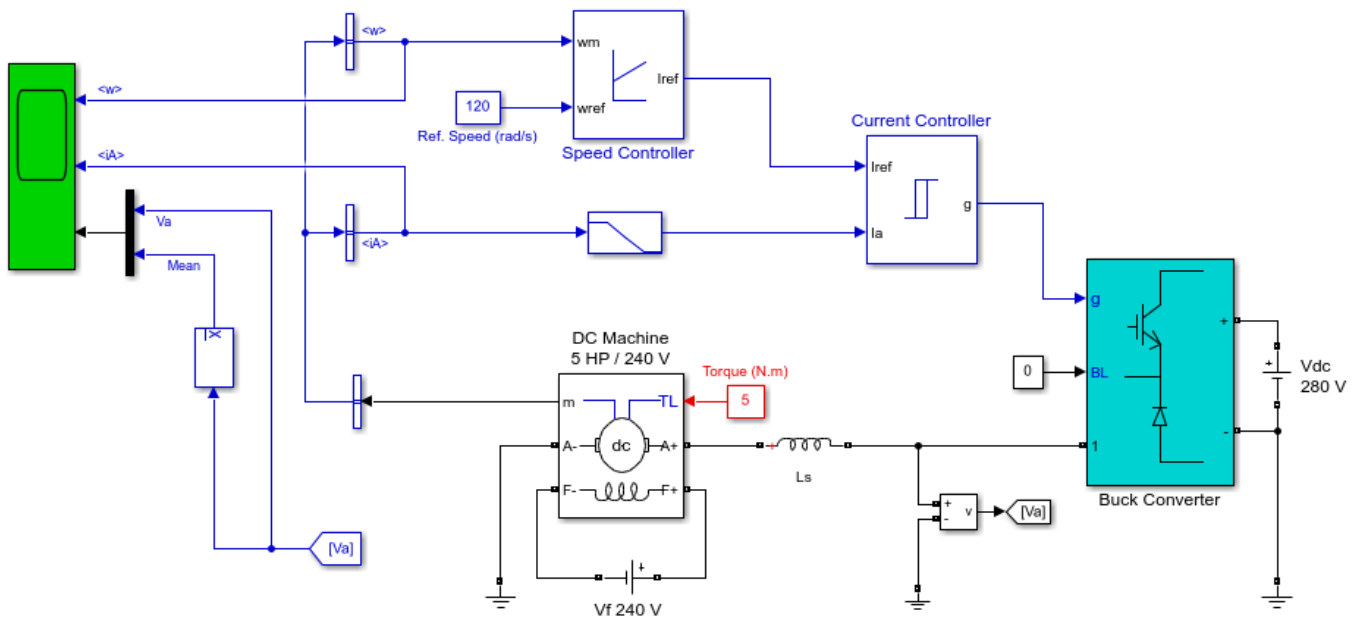 <w>
wm
Iref
wref
120
Ref. Speed (rad/s)
Speed Controller
<w>
<iA>
Current Controller
Iref
g
Ia
<iA>
Va
Mean
x
g
BL
0
+
-
1
Vdc
280 V
+
Buck Converter
DC Machine
5 HP / 240 V
Torque (N.m)
5
m
TL
A-
dc
A+
F-
F+
+
Ls
+
-
v
[Va]
[Va]
+
Vf 240 V